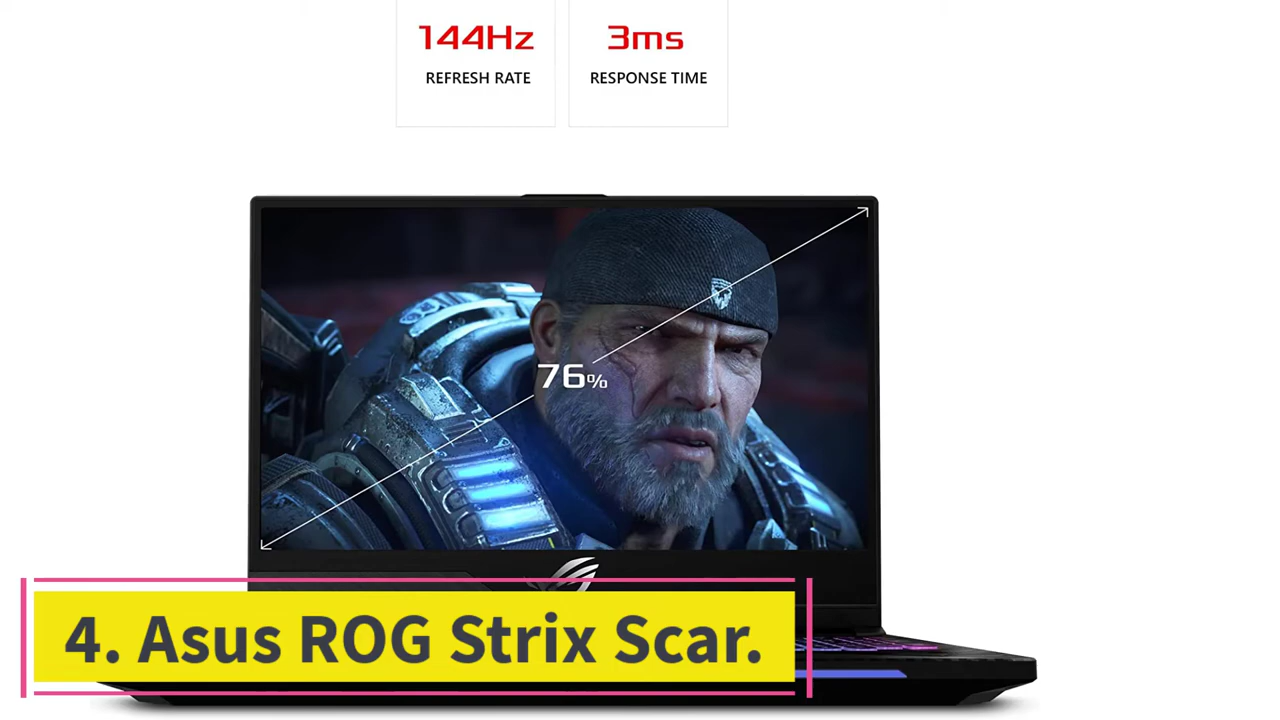 144Hz
REFRESH RATE
3ms
RESPONSE TIME
76%
4. Asus ROG Strix Scar.